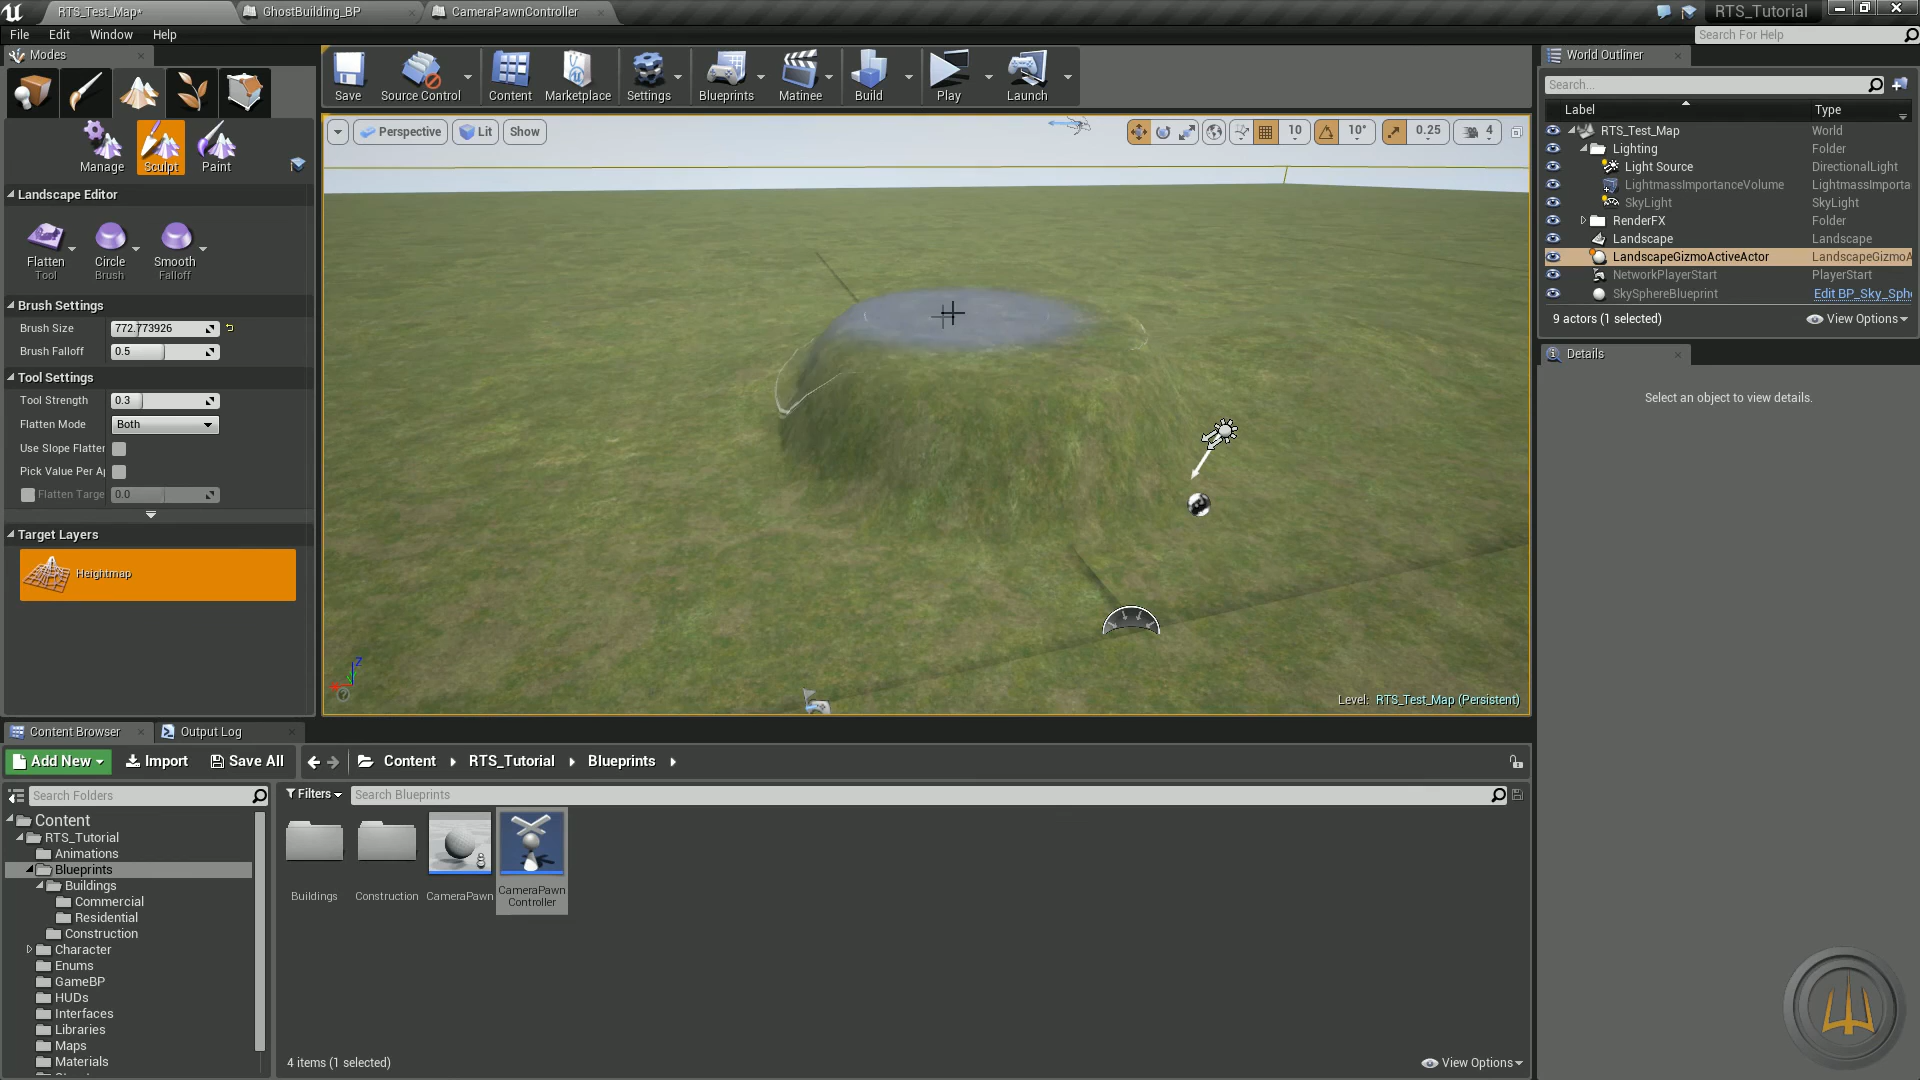 RTS_Test_Map*
GhostBuilding_BP
CameraPawnController
RTS_Tutorial
File Edit Window Help
Search For Help
Modes
Manage Sculpt Paint
Landscape Editor
Flatten Circle Smooth
Tool Brush Falloff
Brush Settings
Brush Size 772.773926
Brush Falloff 0.5
Tool Settings
Tool Strength 0.3
Flatten Mode Both
Use Slope Flatten
Pick Value Per Ap
Flatten Targe 0.0
Target Layers
Heightmap
Save Source Control Content Marketplace Settings Blueprints Matinee Build Play Launch
Perspective Lit Show
10 10° 0.25 4
Level: RTS_Test_Map (Persistent)
Z
World Outliner
Search...
Label Type
RTS_Test_Map World
Lighting Folder
Light Source DirectionalLight
LightmassImportanceVolume LightmassImporta
SkyLight SkyLight
RenderFX Folder
Landscape Landscape
LandscapeGizmoActiveActor LandscapeGizmoA
NetworkPlayerStart PlayerStart
SkySphereBlueprint Edit BP_Sky_Sph
9 actors (1 selected) View Options
Details
Select an object to view details.
Content Browser Output Log
Add New Import Save All Content RTS_Tutorial Blueprints
Search Folders
Filters Search Blueprints
Content
RTS_Tutorial
Animations
Blueprints
Buildings
Commercial
Residential
Construction
Character
Enums
GameBP
HUDs
Interfaces
Libraries
Maps
Materials
Buildings Construction CameraPawn CameraPawn
Controller
4 items (1 selected) View Options